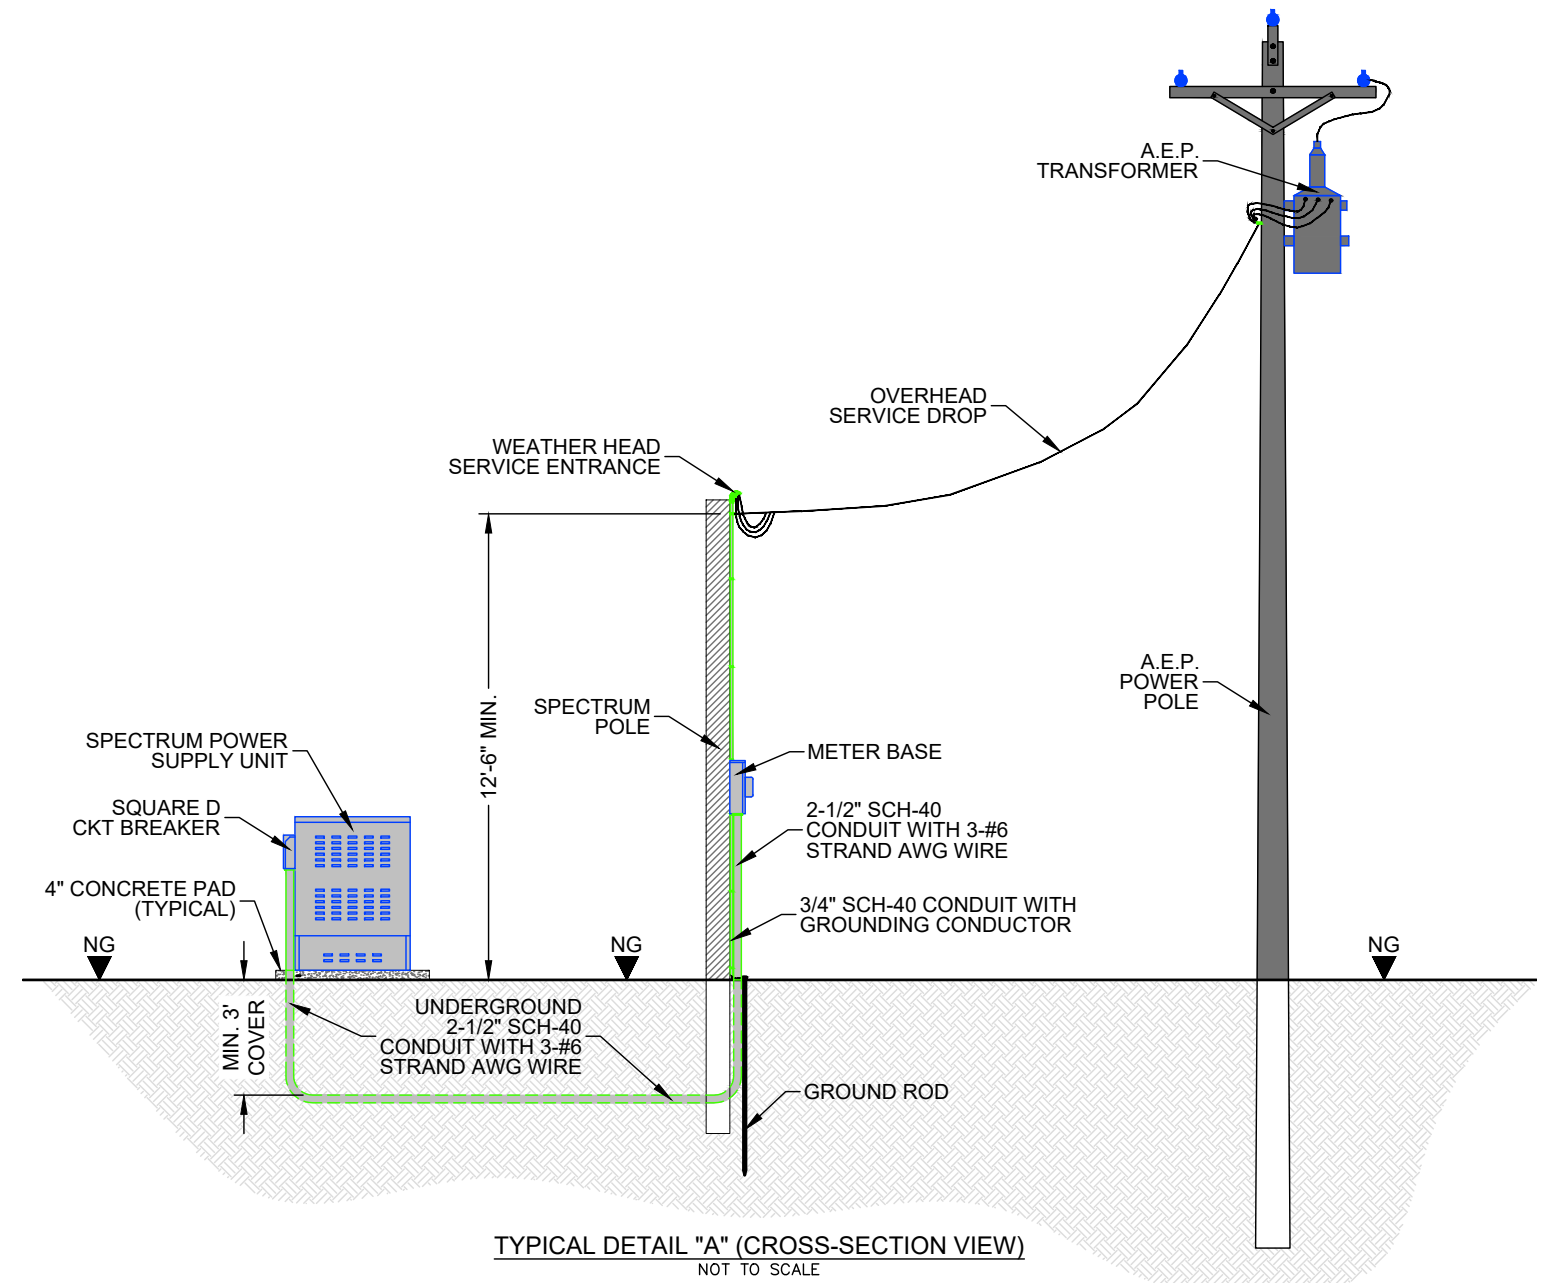 A.E.P.
TRANSFORMER
OVERHEAD
SERVICE DROP
WEATHER HEAD
SERVICE ENTRANCE
12'-6" MIN.
SPECTRUM
POLE
A.E.P.
POWER
POLE
SPECTRUM POWER
SUPPLY UNIT
METER BASE
SQUARE D
CKT BREAKER
2-1/2" SCH-40
CONDUIT WITH 3-#6
STRAND AWG WIRE
4" CONCRETE PAD
(TYPICAL)
3/4" SCH-40 CONDUIT WITH
GROUNDING CONDUCTOR
NG
NG
NG
MIN. 3'
COVER
UNDERGROUND
2-1/2" SCH-40
CONDUIT WITH 3-#6
STRAND AWG WIRE
GROUND ROD
TYPICAL DETAIL "A" (CROSS-SECTION VIEW)
NOT TO SCALE